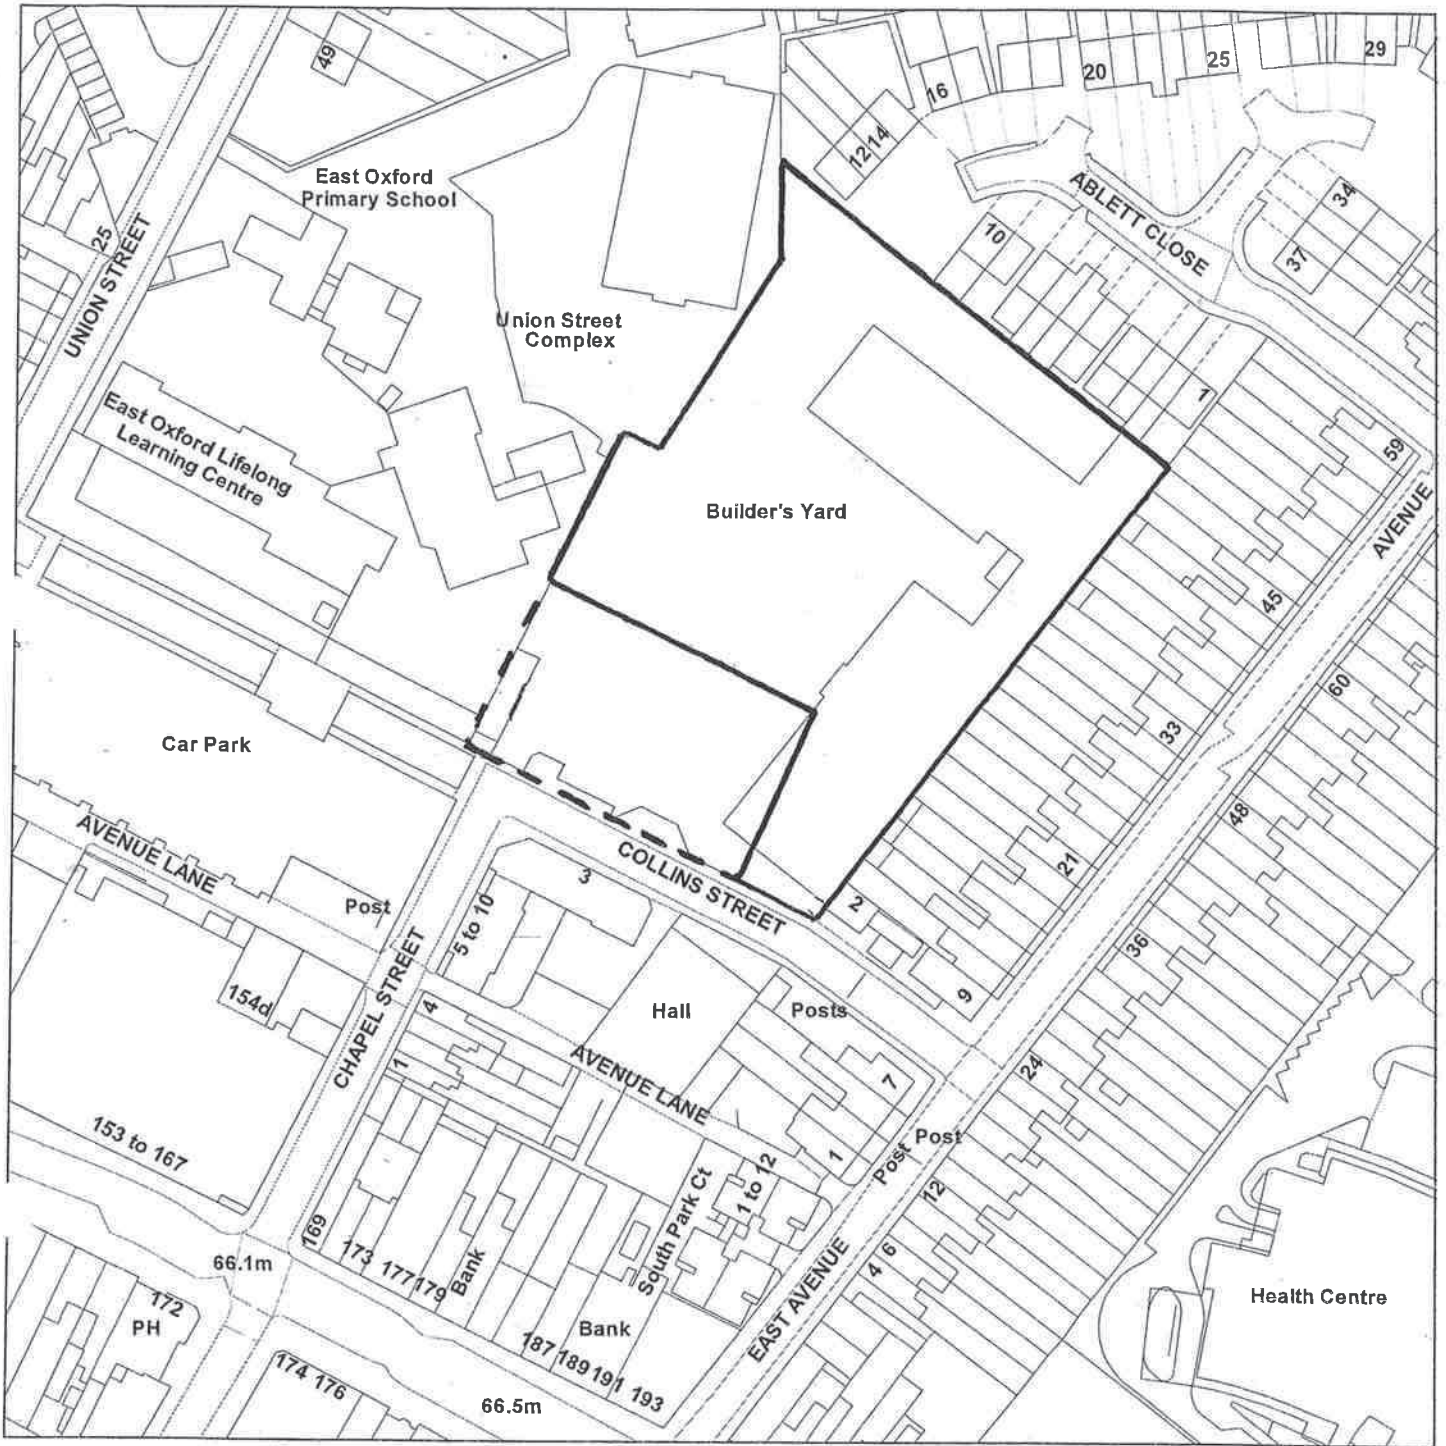 49
16
20
25
29
12
14
East Oxford
Primary School
ABLETT CLOSE
34
37
10
25
UNION STREET
Union Street
Complex
1
East Oxford Lifelong
Learning Centre
59
Builder's Yard
AVENUE
45
60
33
Car Park
48
21
AVENUE LANE
COLLINS STREET
3
2
Post
5 to 10
36
154d
CHAPEL STREET
4
Hall
Posts
9
1
AVENUE LANE
7
24
153 to 167
Post
Post
1
12
1 to 12
South Park Ct
169
173
177
179
Bank
66.1m
EAST AVENUE
4
6
Health Centre
172
PH
Bank
187
189
191
193
174
176
66.5m